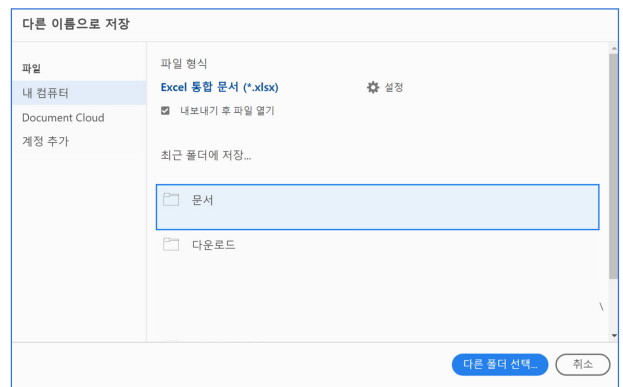 다른 이름으로 저장
파일
내 컴퓨터
Document Cloud
계정 추가
파일 형식
Excel 통합 문서 (*.xlsx)
설정
내보내기 후 파일 열기
최근 폴더에 저장...
문서
다운로드
\
다른 폴더 선택...
취소